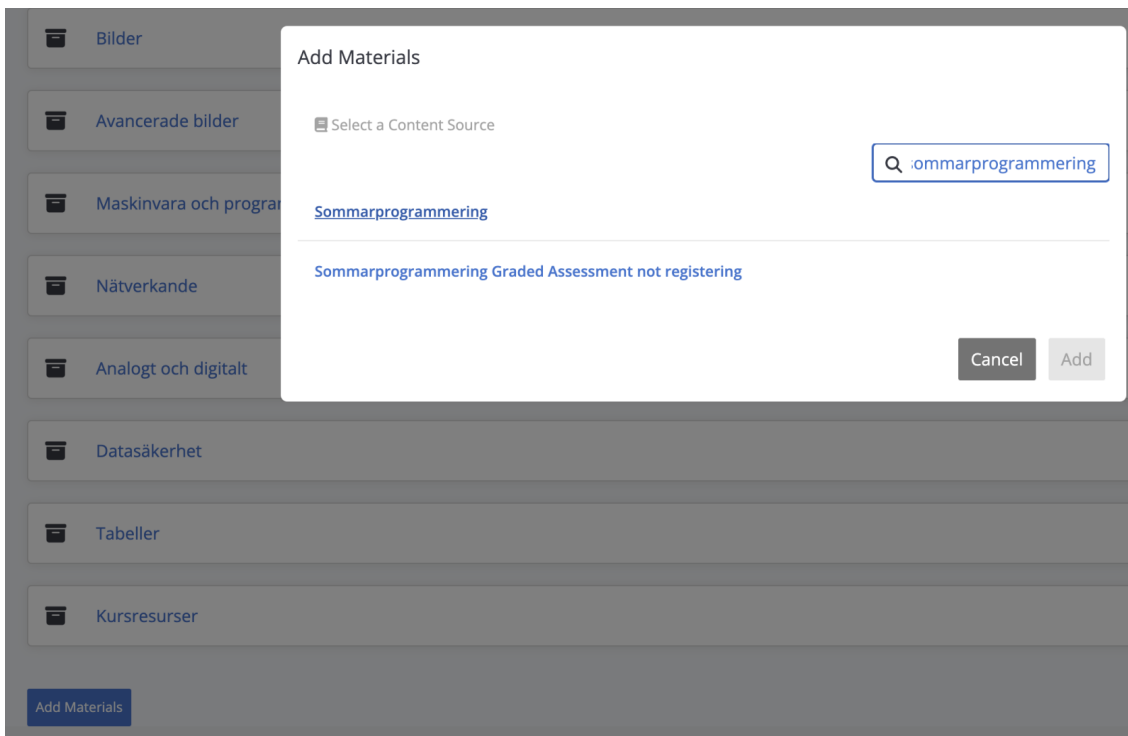 Bilder
Add Materials
Avancerade bilder
Select a Content Source
ommarprogrammering
Maskinvara och progra
Sommarprogrammering
Sommarprogrammering Graded Assessment not registering
Nätverkande
Analogt och digitalt
Cancel Add
Datasäkerhet
Tabeller
Kursresurser
Add Materials